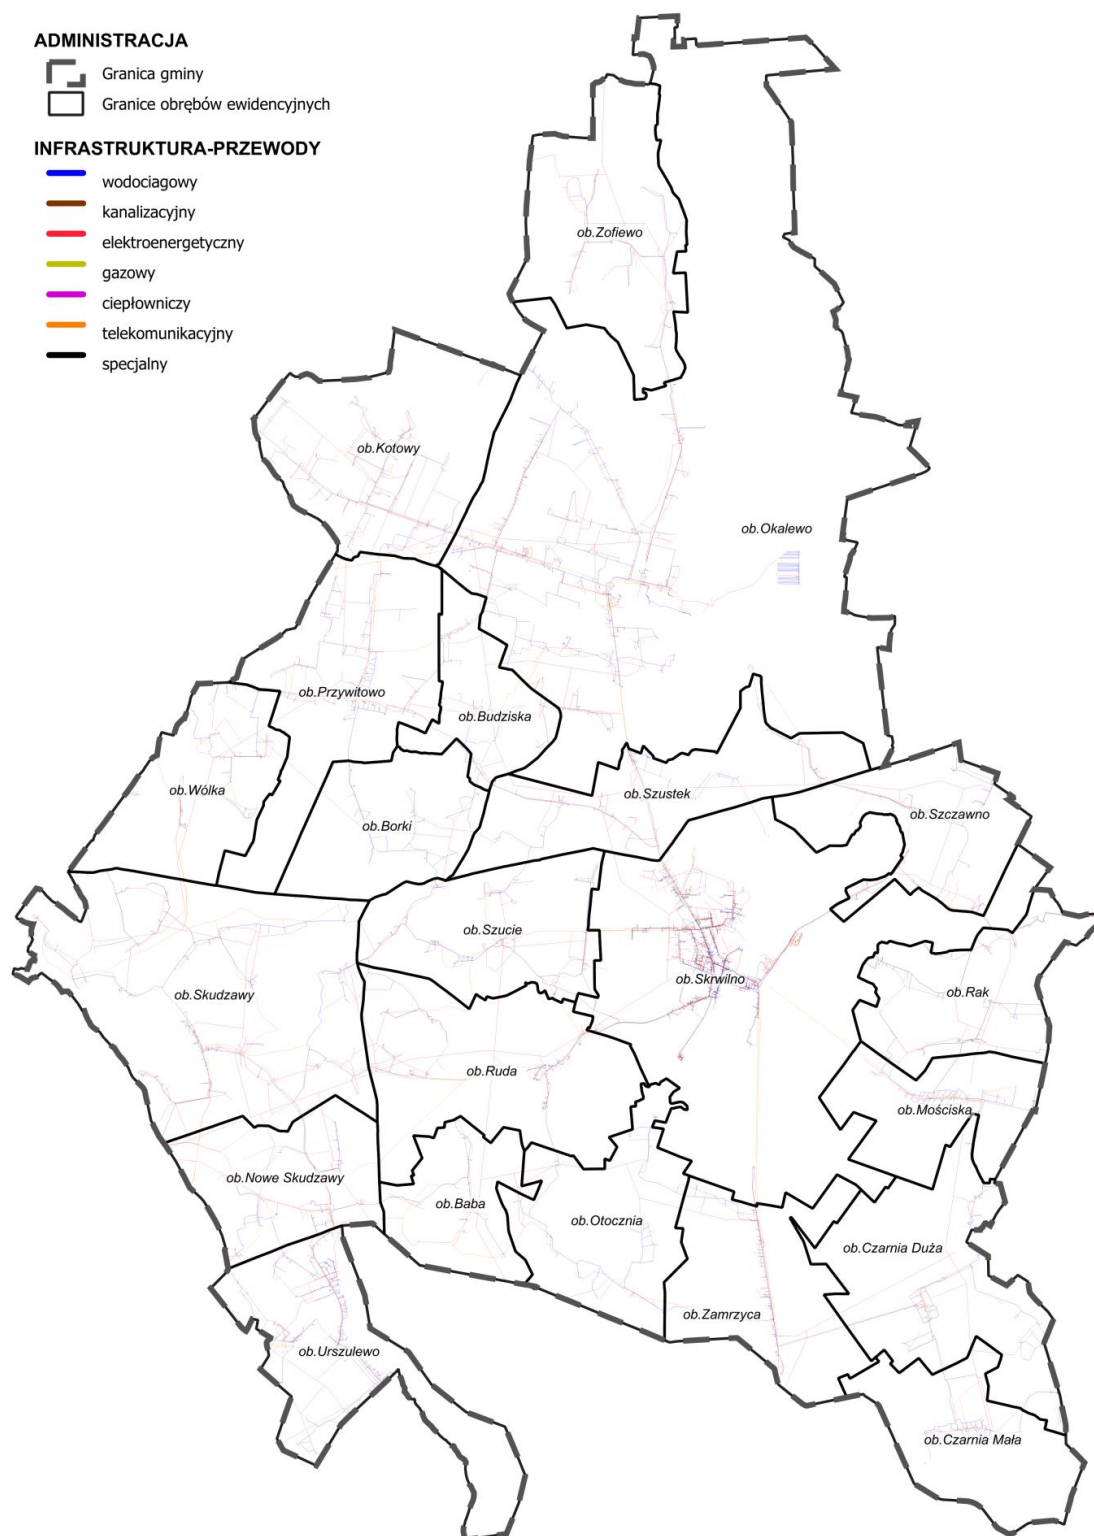 ADMINISTRACJA
Granica gminy
Granice obrębów ewidencyjnych
INFRASTRUKTURA-PRZEWODY
wodociagowy
kanalizacyjny
elektroenergetyczny
gazowy
ciepłowniczy
telekomunikacyjny
specjalny
ob.Zofiewo
ob.Kotowy
ob.Okalewo
ob.Przywitowo
ob.Budziska
ob.Wólka
ob.Szustek
ob.Borki
ob.Szczawno
ob.Szucie
ob.Skrwilno
ob.Skudzawy
ob.Rak
ob.Ruda
ob.Mościska
ob.Nowe Skudzawy
ob.Baba
ob.Otocznia
ob.Czarnia Duża
ob.Zamrzyca
ob.Urszulewo
ob.Czarnia Mała